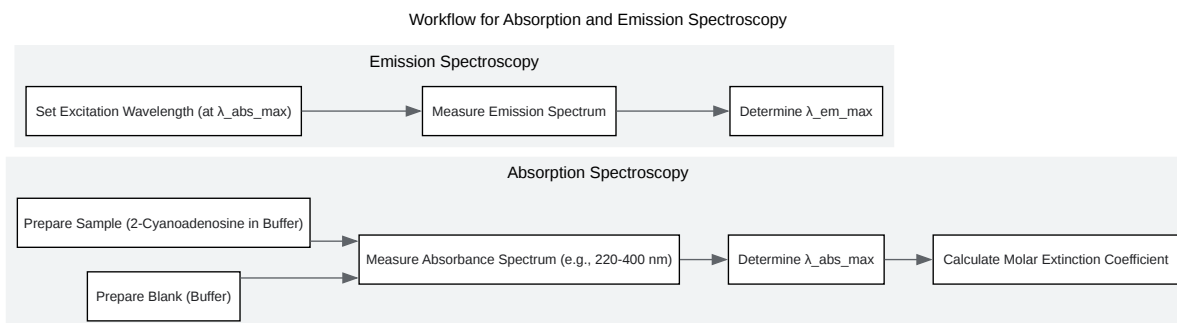 Workflow for Absorption and Emission Spectroscopy
Emission Spectroscopy
Set Excitation Wavelength (at λ_abs_max)
Measure Emission Spectrum
Determine λ_em_max
Absorption Spectroscopy
Prepare Sample (2-Cyanoadenosine in Buffer)
Prepare Blank (Buffer)
Measure Absorbance Spectrum (e.g., 220-400 nm)
Determine λ_abs_max
Calculate Molar Extinction Coefficient